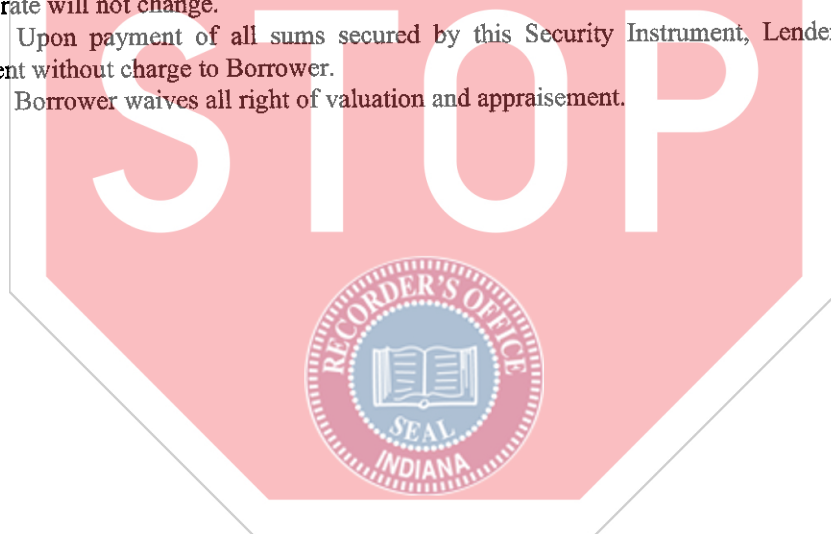 rate will not change.
Upon payment of all sums secured by this Security Instrument, Lender
ent without charge to Borrower.
Borrower waives all right of valuation and appraisement.
STOP
RECORDER'S OFFICE
SEAL
INDIANA